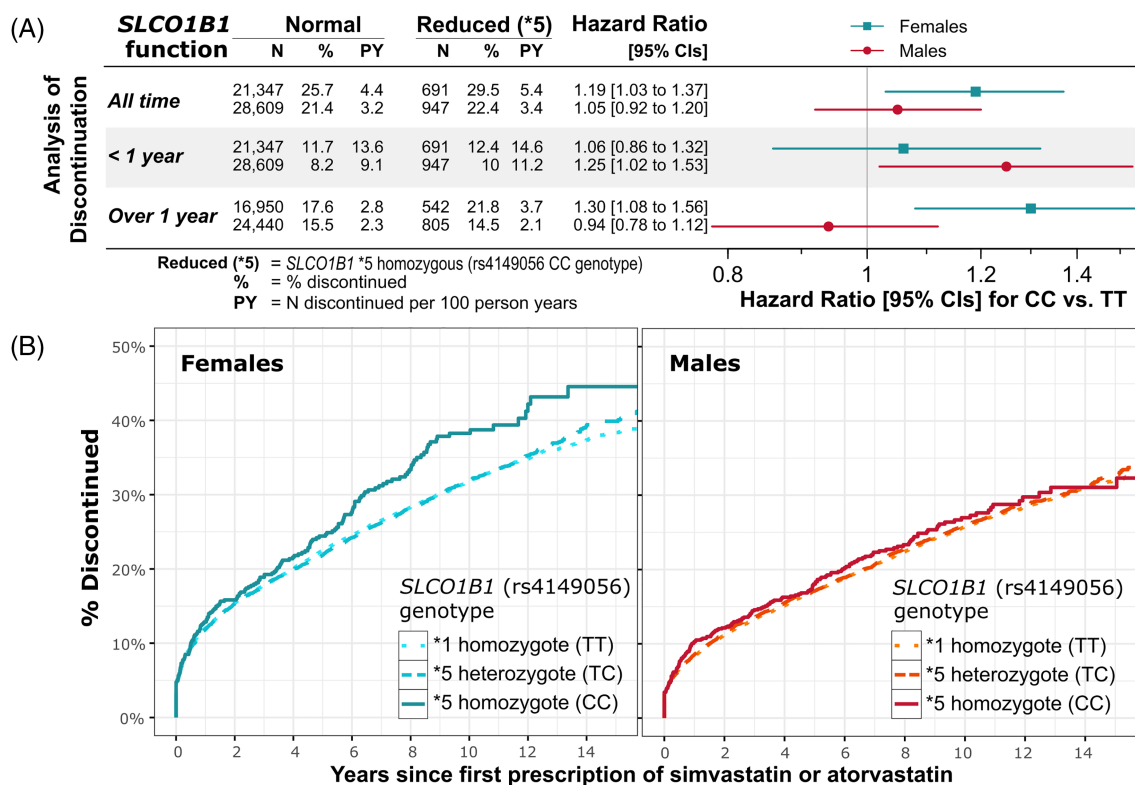 (A)
SLCO1B1 function Normal Reduced (*5) Hazard Ratio
N % PY N % PY [95% CIs]
Females
Males
Analysis of Discontinuation
All time
21,347 25.7 4.4 691 29.5 5.4 1.19 [1.03 to 1.37]
28,609 21.4 3.2 947 22.4 3.4 1.05 [0.92 to 1.20]
< 1 year
21,347 11.7 13.6 691 12.4 14.6 1.06 [0.86 to 1.32]
28,609 8.2 9.1 947 10 11.2 1.25 [1.02 to 1.53]
Over 1 year
16,950 17.6 2.8 542 21.8 3.7 1.30 [1.08 to 1.56]
24,440 15.5 2.3 805 14.5 2.1 0.94 [0.78 to 1.12]
0.8 1 1.2 1.4
Hazard Ratio [95% CIs] for CC vs. TT
Reduced (*5) = SLCO1B1 *5 homozygous (rs4149056 CC genotype)
% = % discontinued
PY = N discontinued per 100 person years
(B)
% Discontinued
50%
40%
30%
20%
10%
0%
Females
SLCO1B1 (rs4149056)
genotype
*1 homozygote (TT)
*5 heterozygote (TC)
*5 homozygote (CC)
0 2 4 6 8 10 12 14
Males
SLCO1B1 (rs4149056)
genotype
*1 homozygote (TT)
*5 heterozygote (TC)
*5 homozygote (CC)
0 2 4 6 8 10 12 14
Years since first prescription of simvastatin or atorvastatin